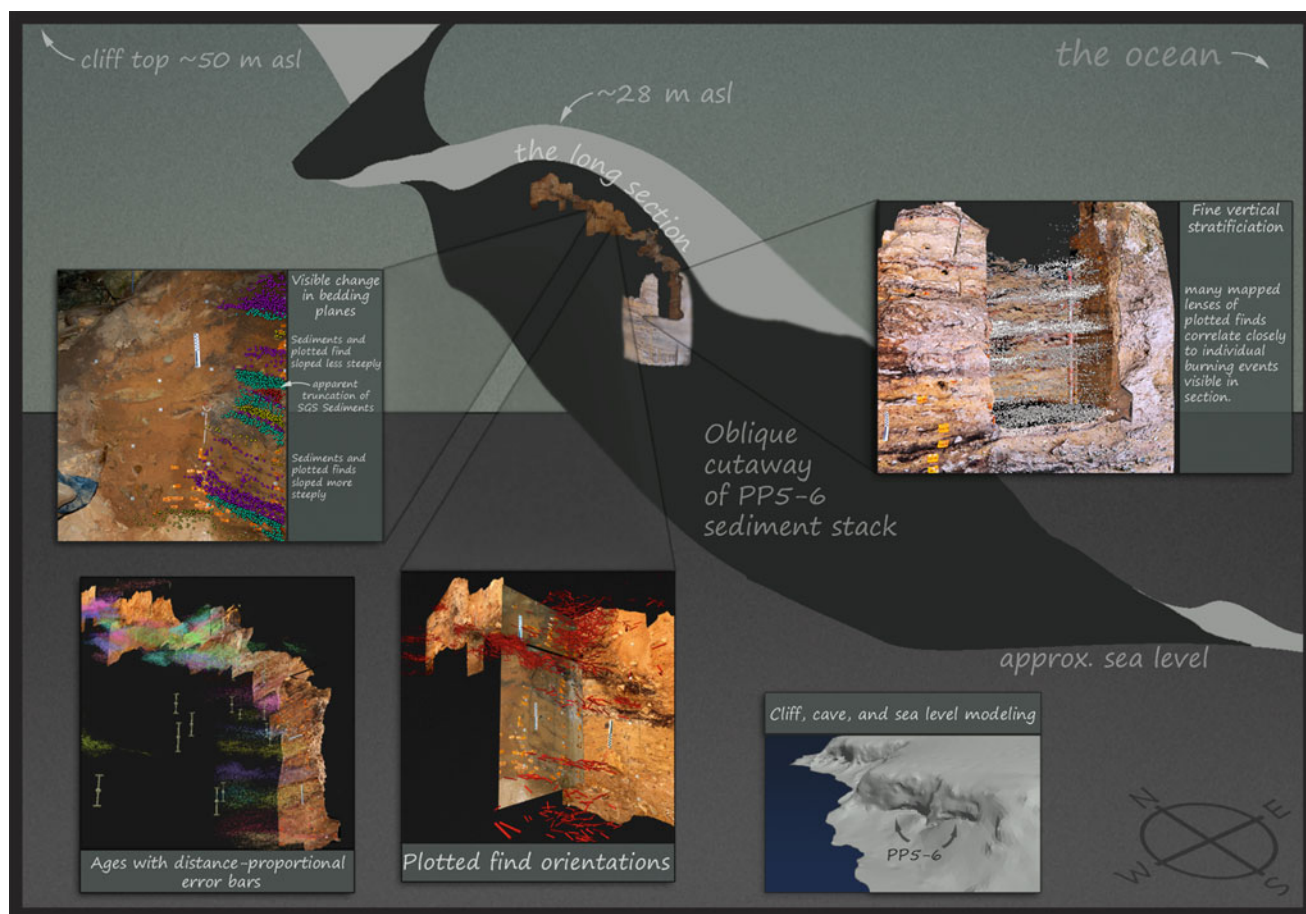 cliff top ~50 m asl
the ocean
~28 m asl
the long section
Fine vertical
stratificiation
many mapped
lenses of
plotted finds
correlate closely
to individual
burning events
visible in
section.
Visible change
in bedding
planes
Sediments and
plotted find
sloped less steeply
apparent
truncation of
SGS Sediments
Sediments and
plotted finds
sloped more
steeply
Oblique
cutaway
of PP5-6
sediment stack
approx. sea level
Ages with distance-proportional
error bars
Plotted find orientations
Cliff, cave, and sea level modeling
PP5-6
N
E
W
S